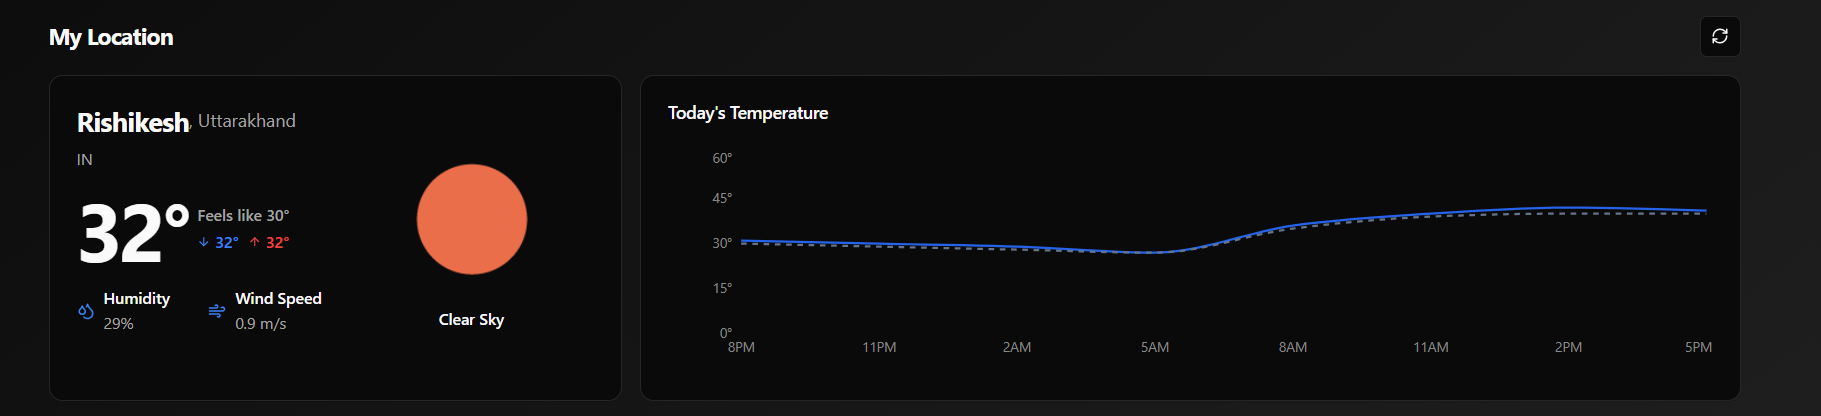 My Location
Rishikesh, Uttarakhand
IN
32° Feels like 30°
↓ 32° ↑ 32°
Humidity
29%
Wind Speed
0.9 m/s
Clear Sky
Today's Temperature
60°
45°
30°
15°
0°
8PM 11PM 2AM 5AM 8AM 11AM 2PM 5PM